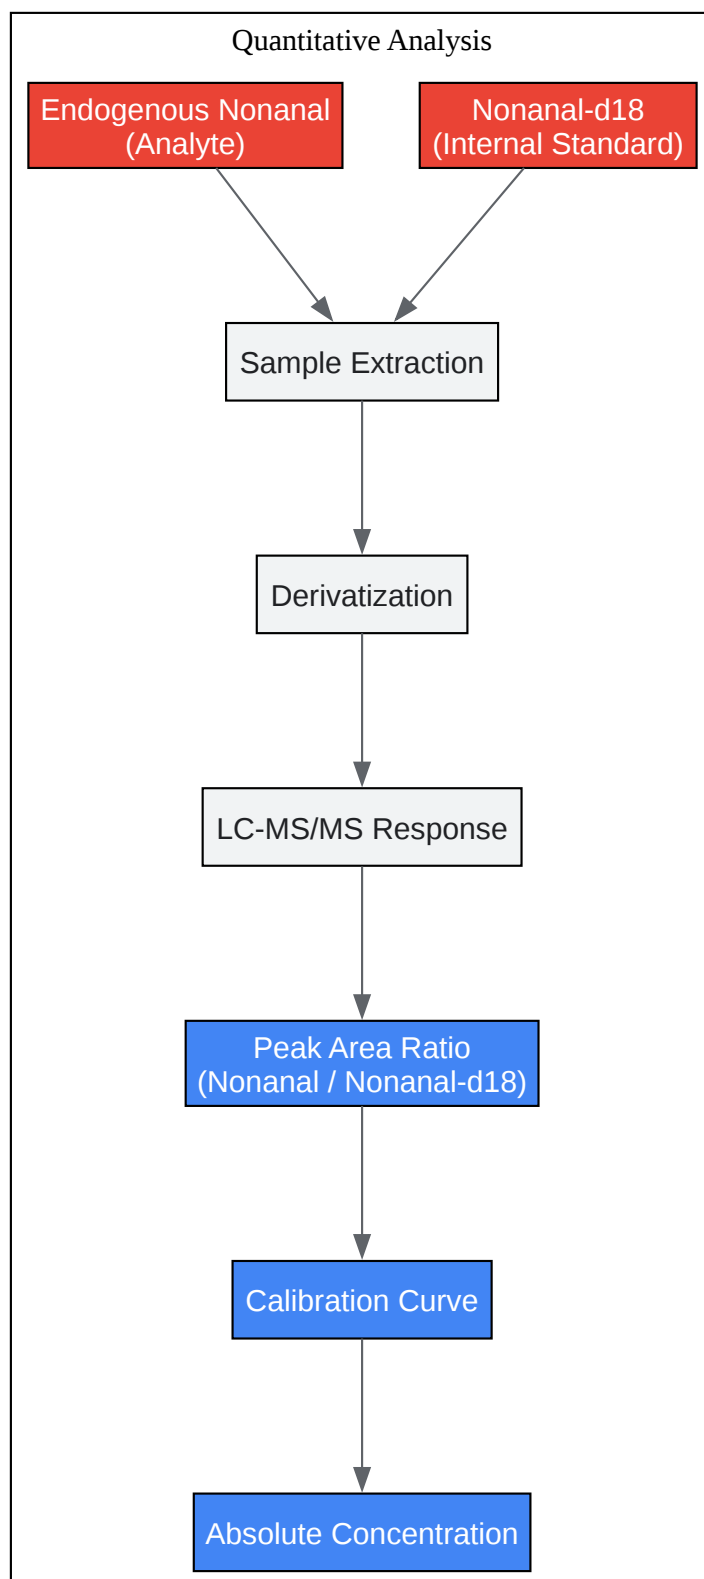 Quantitative Analysis
Endogenous Nonanal
(Analyte)
Nonanal-d18
(Internal Standard)
Sample Extraction
Derivatization
LC-MS/MS Response
Peak Area Ratio
(Nonanal / Nonanal-d18)
Calibration Curve
Absolute Concentration